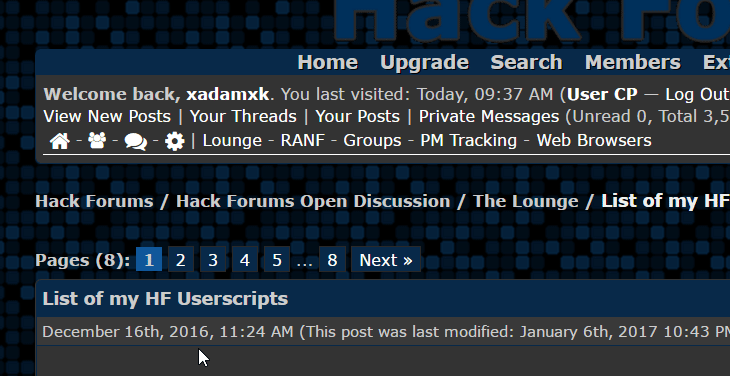 Hack Fo
Home Upgrade Search Members Ex
Welcome back, xadamxk. You last visited: Today, 09:37 AM (User CP — Log Out
View New Posts | Your Threads | Your Posts | Private Messages (Unread 0, Total 3,5
- - - | Lounge - RANF - Groups - PM Tracking - Web Browsers
Hack Forums / Hack Forums Open Discussion / The Lounge / List of my HF
Pages (8): 1 2 3 4 5 ... 8 Next »
List of my HF Userscripts
December 16th, 2016, 11:24 AM (This post was last modified: January 6th, 2017 10:43 PM